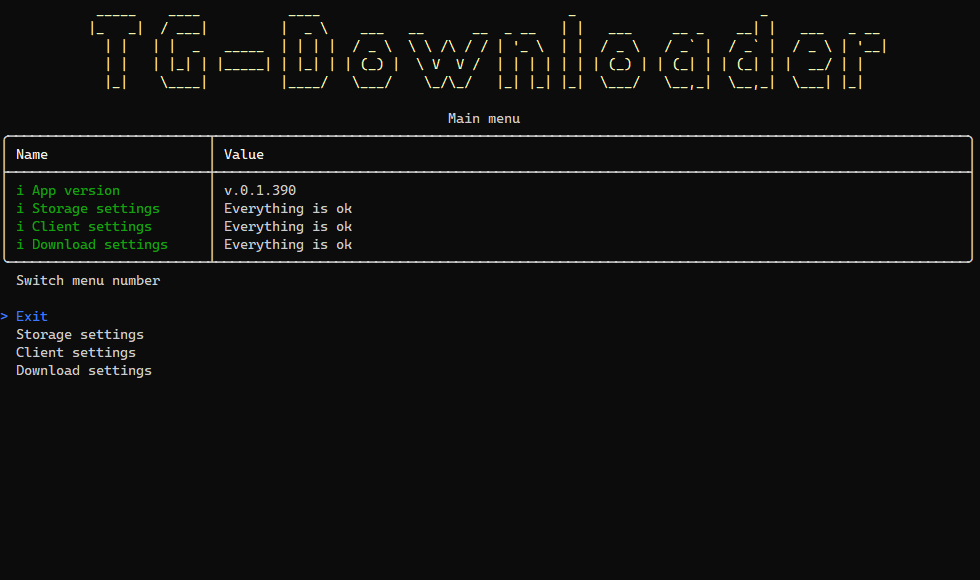 TG-Downloader
Main menu
Name Value
i App version v.0.1.390
i Storage settings Everything is ok
i Client settings Everything is ok
i Download settings Everything is ok
Switch menu number
> Exit
Storage settings
Client settings
Download settings